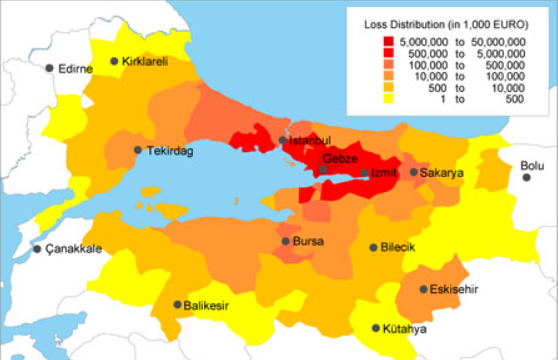 Loss Distribution (in 1,000 EURO)
5,000,000 to 50,000,000
500,000 to 5,000,000
100,000 to 500,000
10,000 to 100,000
500 to 10,000
1 to 500
Edirne
Kirklareli
Istanbul
Tekirdag
Gebze
Izmit
Sakarya
Bolu
Çanakkale
Bursa
Bilecik
Eskisehir
Balikesir
Kütahya